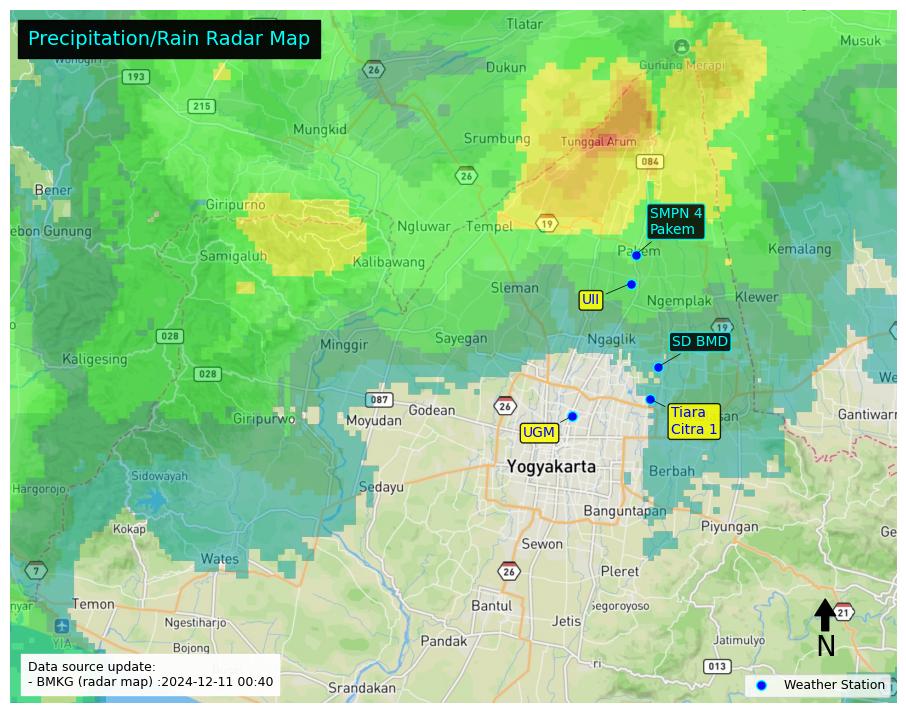 Precipitation/Rain Radar Map
Tlatar
Musuk
Wonogiri
26
Dukun
Gunung Merapi
193
215
Mungkid
Srumbung
Tunggal Arum
084
26
Bener
Giripurno
SMPN 4
Pakem
19
Ngluwar
Tempel
Pakem
Kemalang
Samigaluh
Kalibawang
Sleman
UII
Ngemplak
Klewer
028
Minggir
Sayegan
Ngaglik
19
SD BMD
Kaligesing
028
087
Godean
26
Giripurwo
Moyudan
Tiara
Citra 1
Gantiwar
UGM
Yogyakarta
Berbah
Hargorojo
Sidowayah
Sedayu
Banguntapan
Kokap
Piyungan
Sewon
Wates
7
26
Pleret
Temon
Bantul
Segoroyoso
21
Ngestiharjo
Jetis
YIA
Pandak
Jatimulyo
N
Bojong
013
Srandakan
Data source update:
- BMKG (radar map) :2024-12-11 00:40
Weather Station